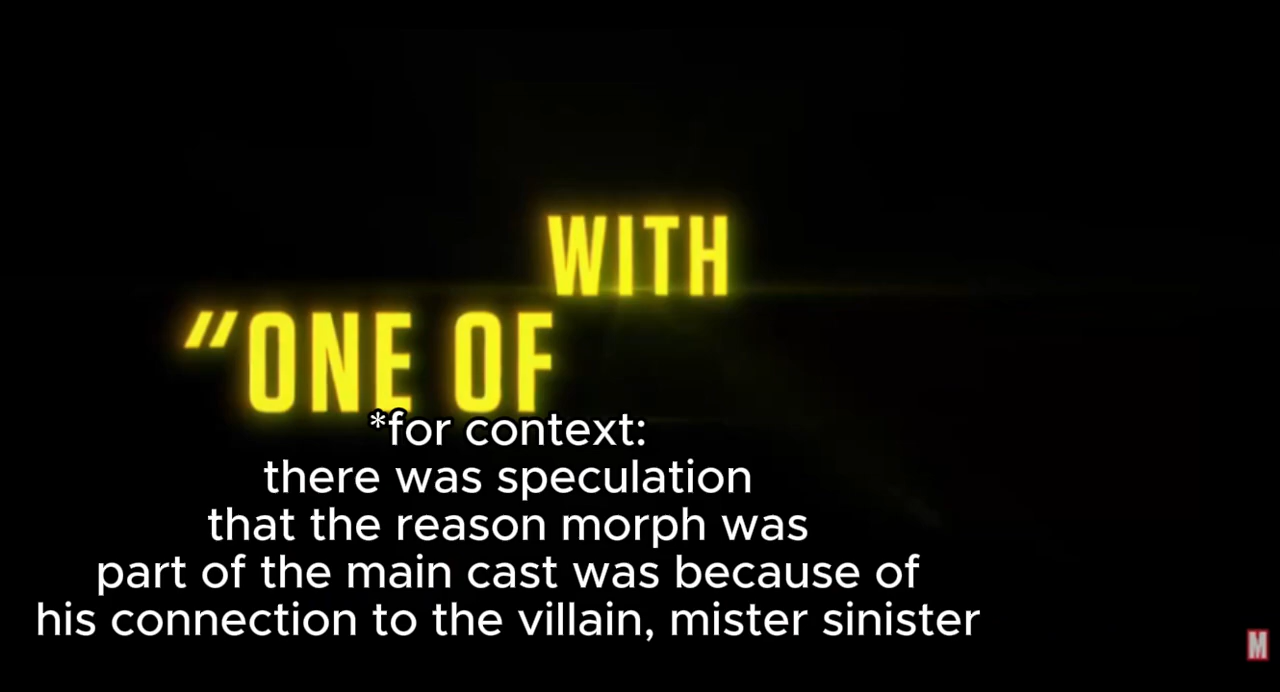 WITH
“ONE OF
*for context:
there was speculation
that the reason morph was
part of the main cast was because of
his connection to the villain, mister sinister
M